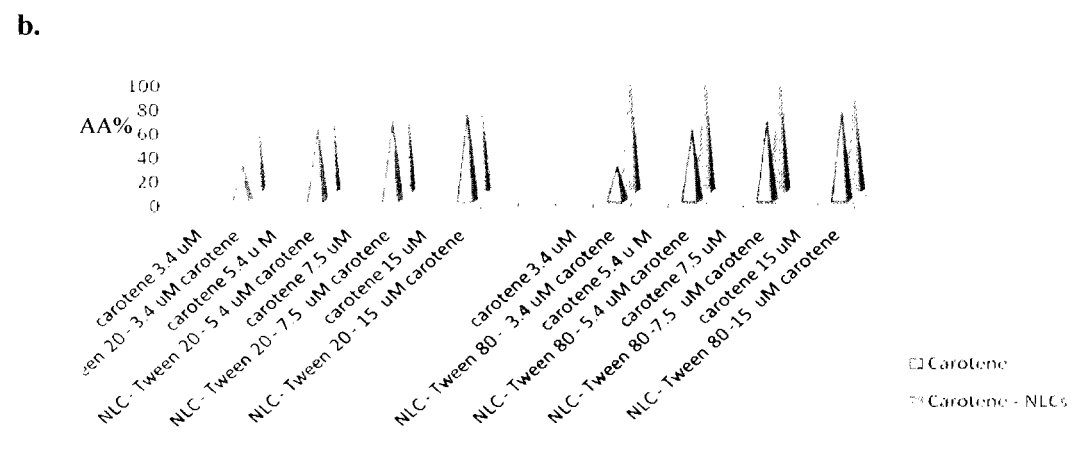 b.
100
80
AA%
60
40
20
0
carotene 3.4 uM
20 - 3.4 uM carotene
carotene 5.4 u M
NLC - Tween 20 - 5 4 uM carotene
carotene 7.5 uM
NLC - Tween 20 - 7.5 uM carotene
carotene 15 uM
NLC - Tween 20 - 15 uM carotene
carotene 3.4 uM
NLC - Tween 80 - 3.4 uM carotene
carotene 5.4 u M
NLC - Tween 80 - 5.4 uM carotene
carotene 7.5 uM
NLC - Tween 80 -7.5 uM carotene
carotene 15 uM
NLC - Tween 80 -15 uM carotene
Carotene
Carotene - NLCs